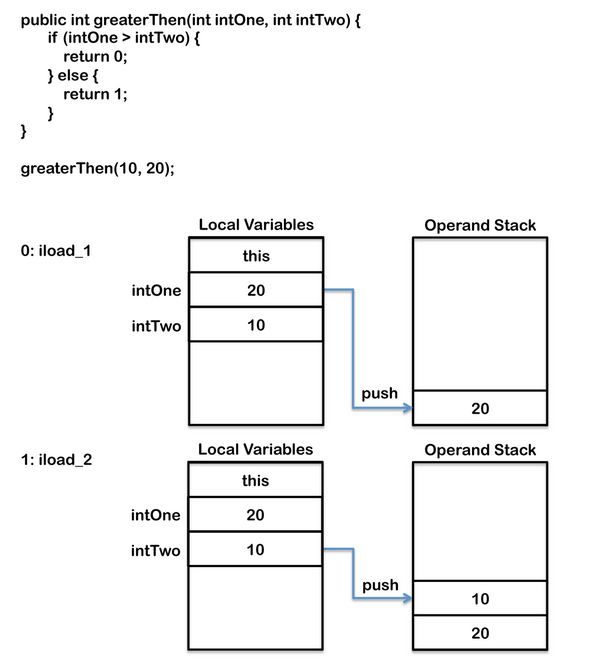 public int greaterThen(int intOne, int intTwo) {
if (intOne > intTwo) {
return 0;
} else {
return 1;
}
}
greaterThen(10, 20);
Local Variables
Operand Stack
0: iload_1
this
intOne
20
intTwo
10
push
20
Local Variables
Operand Stack
1: iload_2
this
intOne
20
intTwo
10
push
10
20